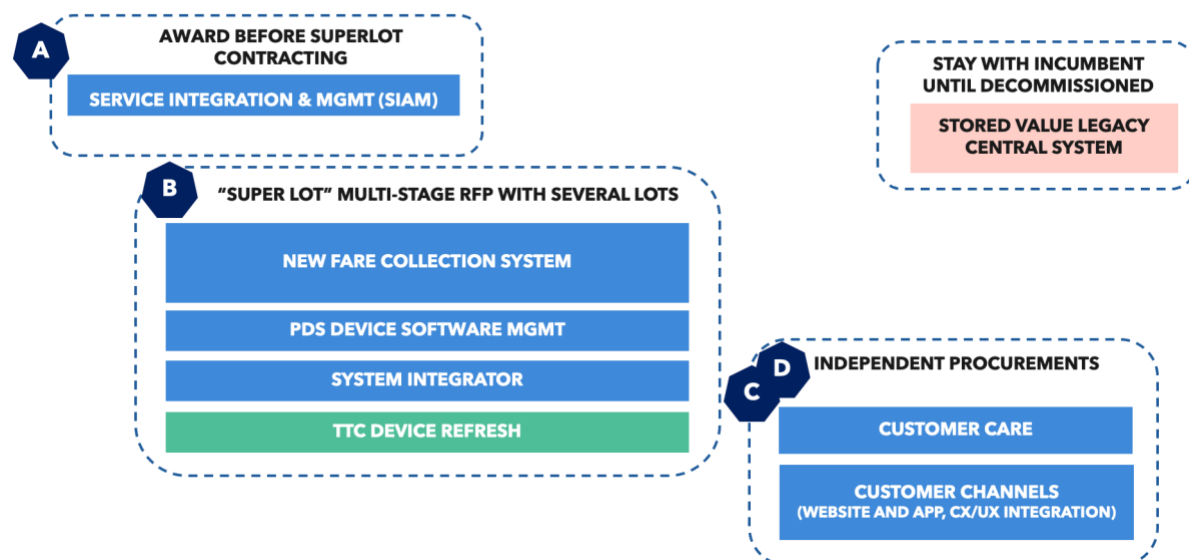 A
AWARD BEFORE SUPERLOT
CONTRACTING
SERVICE INTEGRATION & MGMT (SIAM)
STAY WITH INCUMBENT
UNTIL DECOMMISSIONED
STORED VALUE LEGACY
CENTRAL SYSTEM
B
“SUPER LOT” MULTI-STAGE RFP WITH SEVERAL LOTS
NEW FARE COLLECTION SYSTEM
PDS DEVICE SOFTWARE MGMT
SYSTEM INTEGRATOR
TTC DEVICE REFRESH
C
D
INDEPENDENT PROCUREMENTS
CUSTOMER CARE
CUSTOMER CHANNELS
(WEBSITE AND APP, CX/UX INTEGRATION)